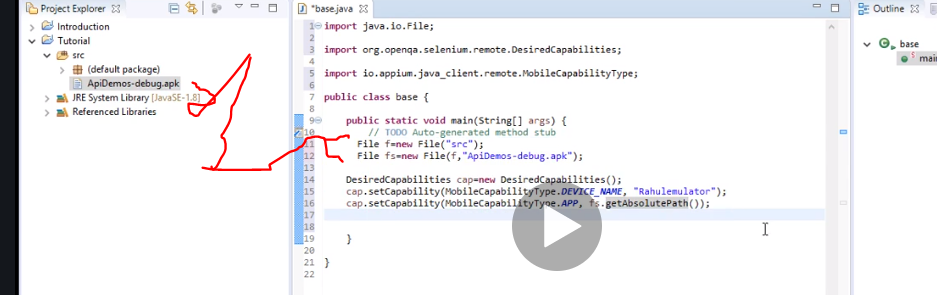 Project Explorer
Introduction
Tutorial
src
(default package)
ApiDemos-debug.apk
JRE System Library [JavaSE-1.8]
Referenced Libraries
*base.java
1 import java.io.File;
2
3 import org.openqa.selenium.remote.DesiredCapabilities;
4
5 import io.appium.java_client.remote.MobileCapabilityType;
6
7 public class base {
8
9 public static void main(String[] args) {
10 // TODO Auto-generated method stub
11 File f=new File("src");
12 File fs=new File(f,"ApiDemos-debug.apk");
13
14 DesiredCapabilities cap=new DesiredCapabilities();
15 cap.setCapability(MobileCapabilityType.DEVICE_NAME, "Rahulemulator");
16 cap.setCapability(MobileCapabilityType.APP, fs.getAbsolutePath());
17
18
19 }
20
21 }
22
Outline
base